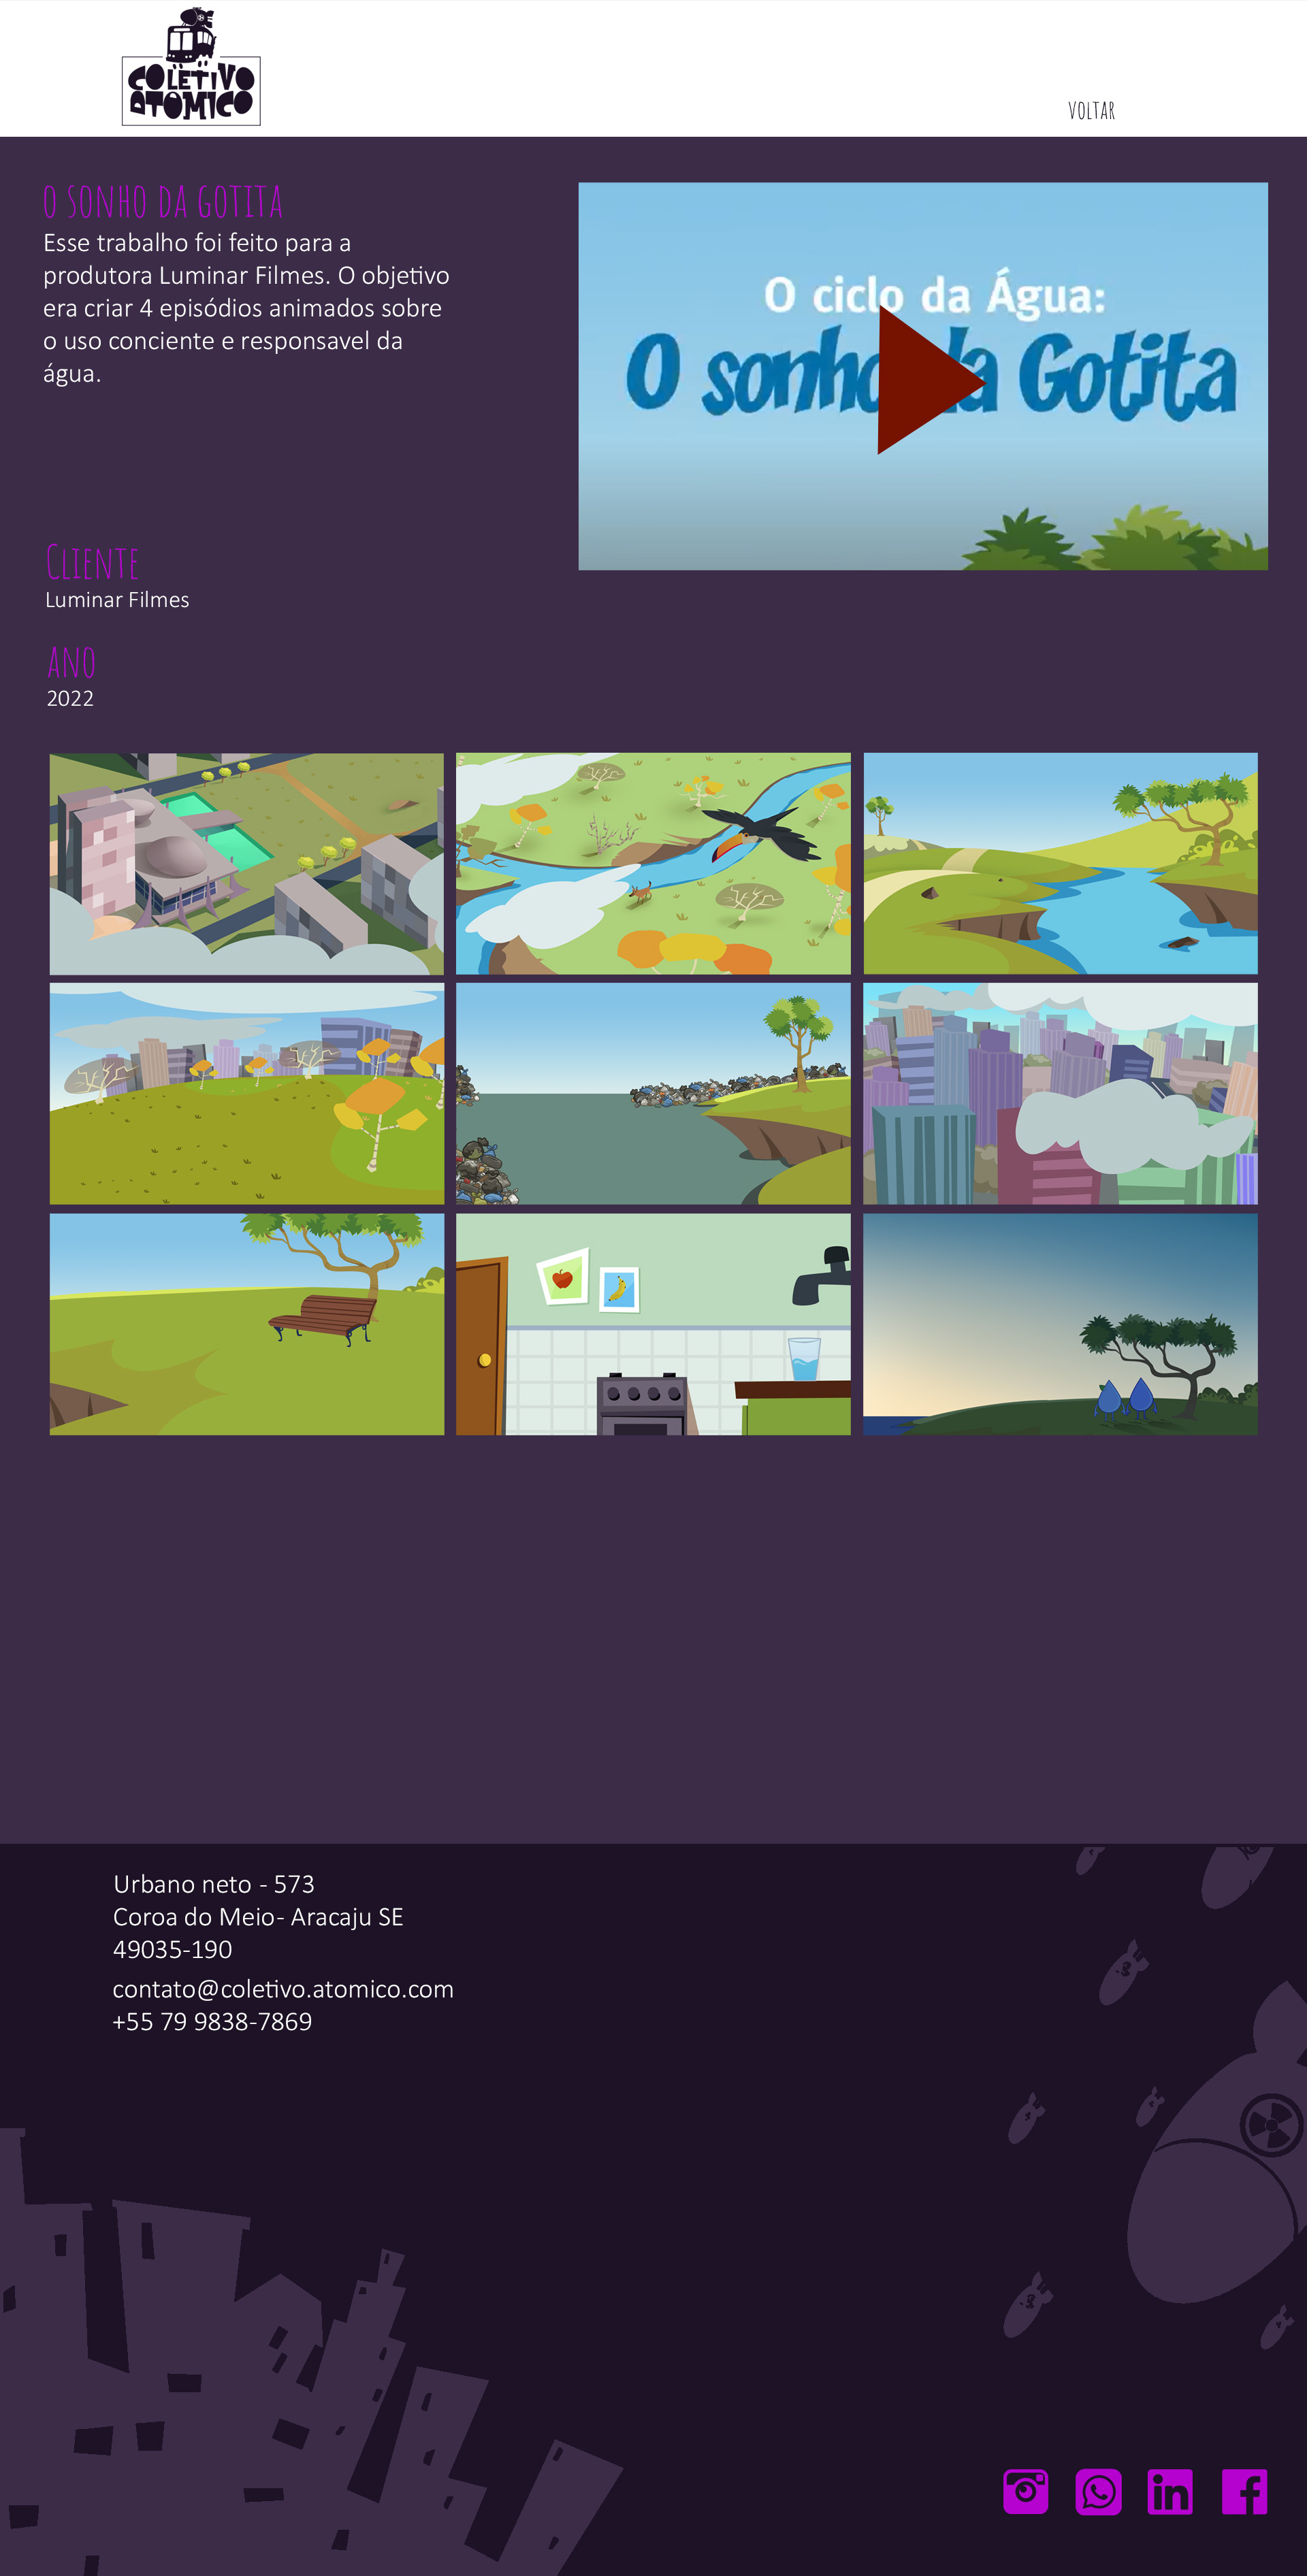 COLETIVO
ATOMICO
VOLTAR
O SONHO DA GOTITA
Esse trabalho foi feito para a
produtora Luminar Filmes. O objetivo
era criar 4 episódios animados sobre
o uso conciente e responsavel da
água.
O ciclo da Água:
O sonho da Gotita
Cliente
Luminar Filmes
ANO
2022
Urbano neto - 573
Coroa do Meio- Aracaju SE
49035-190
contato@coletivo.atomico.com
+55 79 9838-7869